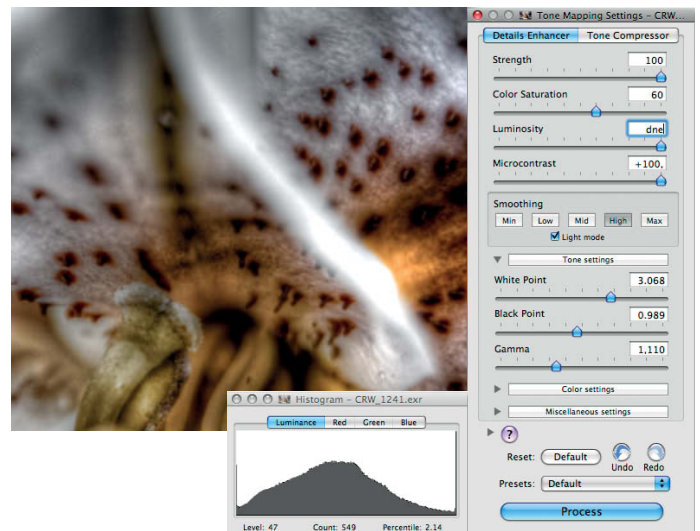 Tone Mapping Settings – CRW...
Details Enhancer Tone Compressor
Strength 100
Color Saturation 60
Luminosity dne
Microcontrast +100,
Smoothing
Min Low Mid High Max
Light mode
Tone settings
White Point 3.068
Black Point 0.989
Gamma 1,110
Color settings
Miscellaneous settings
?
Reset: Default Undo Redo
Presets: Default
Process
Histogram – CRW_1241.exr
Luminance Red Green Blue
Level: 47 Count: 549 Percentile: 2.14